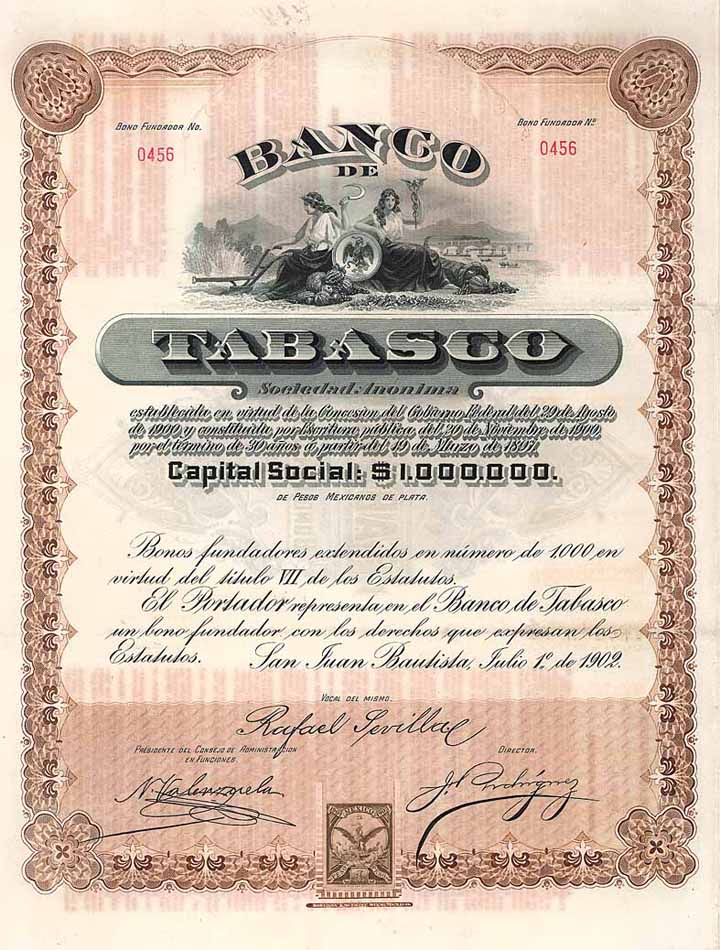 Bono Fundador No.
0456
Bono Fundador Nº
0456
BANCO
DE
TABASCO
Sociedad Anónima
establecida en virtud de la Concesion del Gobierno Federal del 29 de Agosto
de 1900 y constituida por Escritura pública del 30 de Noviembre de 1900,
por el término de 30 años á partir del 19 de Marzo de 1897.
Capital Social: $1,000,000.
DE PESOS MEXICANOS DE PLATA.
Bonos fundadores extendidos en número de 1000 en
virtud del título VII de los Estatutos.
El Portador representa en el Banco de Tabasco
un bono fundador con los derechos que expresan los
Estatutos. San Juan Bautista, Julio 1º de 1902.
VOCAL DEL MISMO.
Rafael Sevilla
PRESIDENTE DEL CONSEJO DE ADMINISTRACION
EN FUNCIONES.
DIRECTOR.
N. Valenzuela
MEXICO